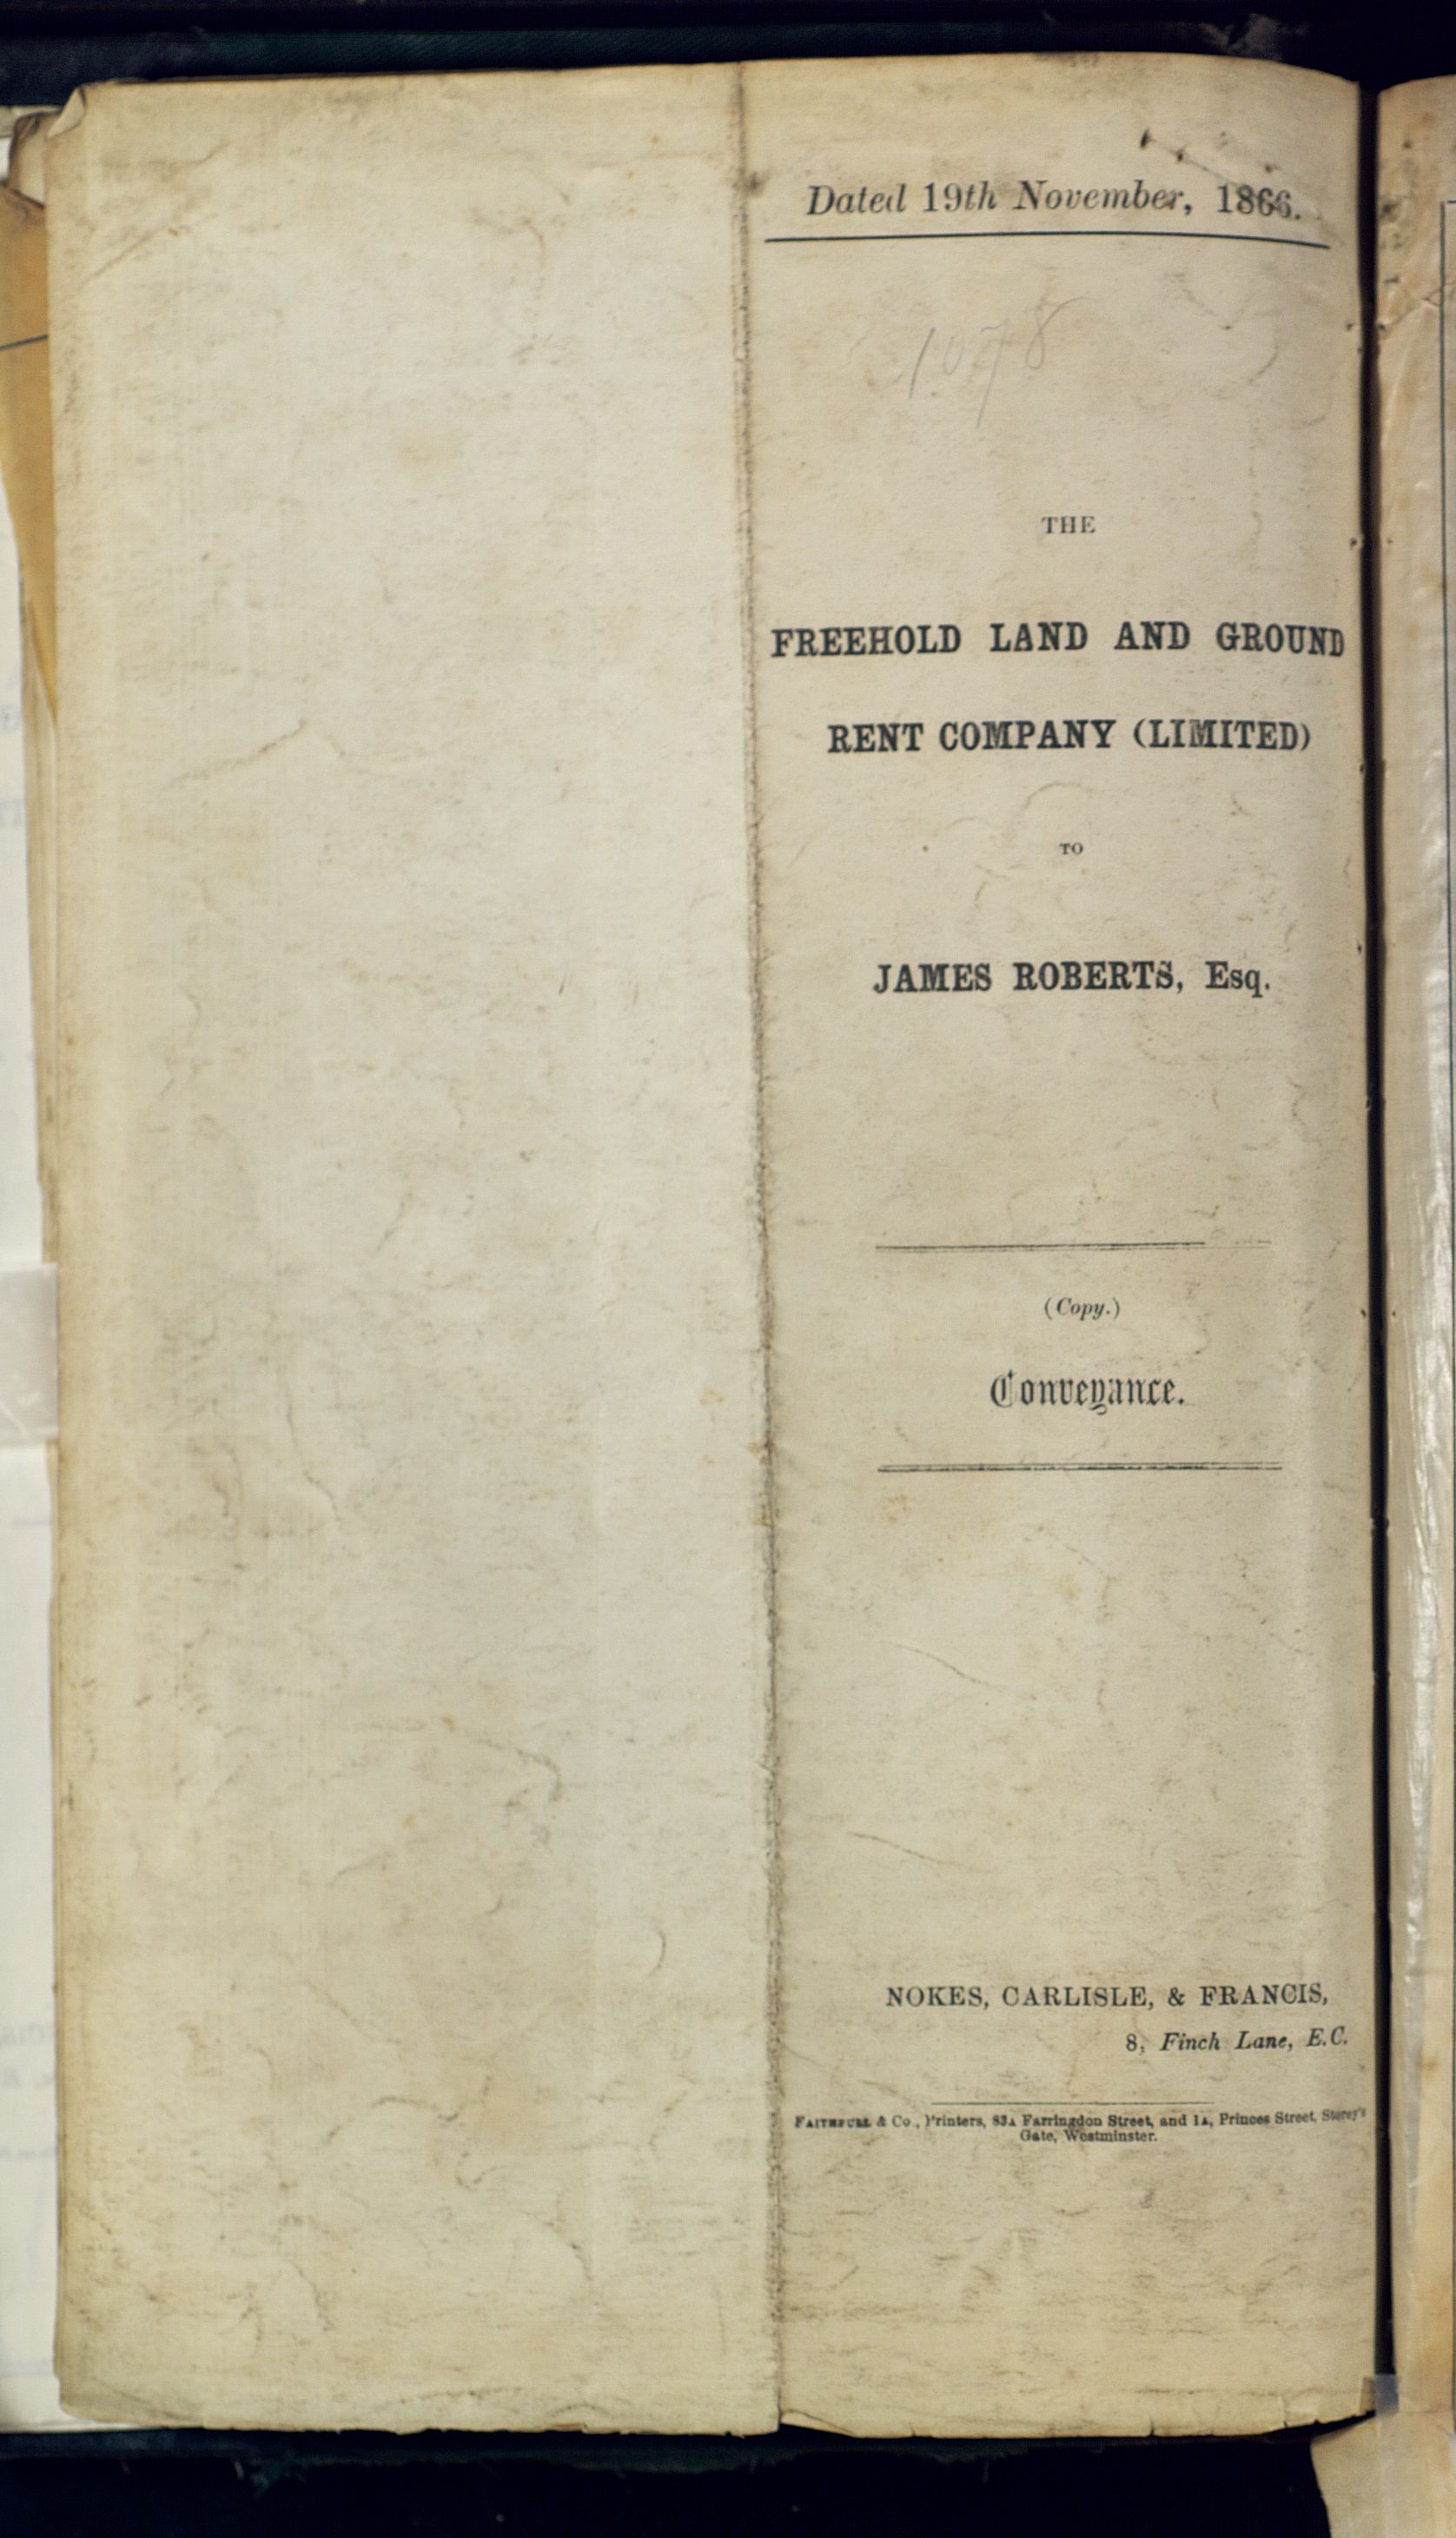 Dated 19th November, 1866.
1078
THE
FREEHOLD LAND AND GROUND
RENT COMPANY (LIMITED)
TO
JAMES ROBERTS, Esq.
(Copy.)
Conveyance.
NOKES, CARLISLE, & FRANCIS,
8, Finch Lane, E.C.
FAITHFULL & Co., Printers, 83A Farringdon Street, and 1A, Princes Street, Storey's
Gate, Westminster.